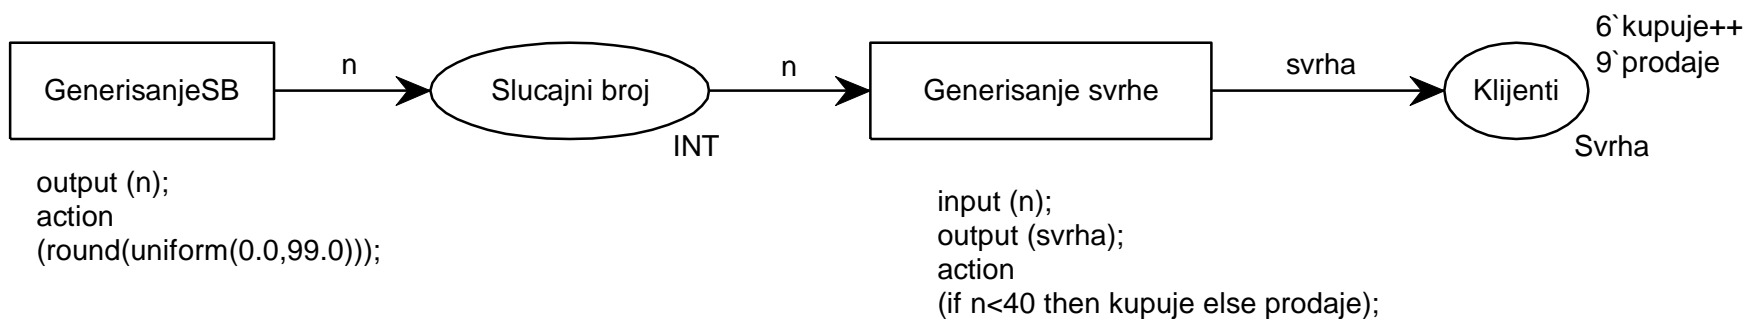 6`kupuje++
9`prodaje
GenerisanjeSB
n
Slucajni broj
n
Generisanje svrhe
svrha
Klijenti
INT
Svrha
output (n);
action
(round(uniform(0.0,99.0)));
input (n);
output (svrha);
action
(if n<40 then kupuje else prodaje);